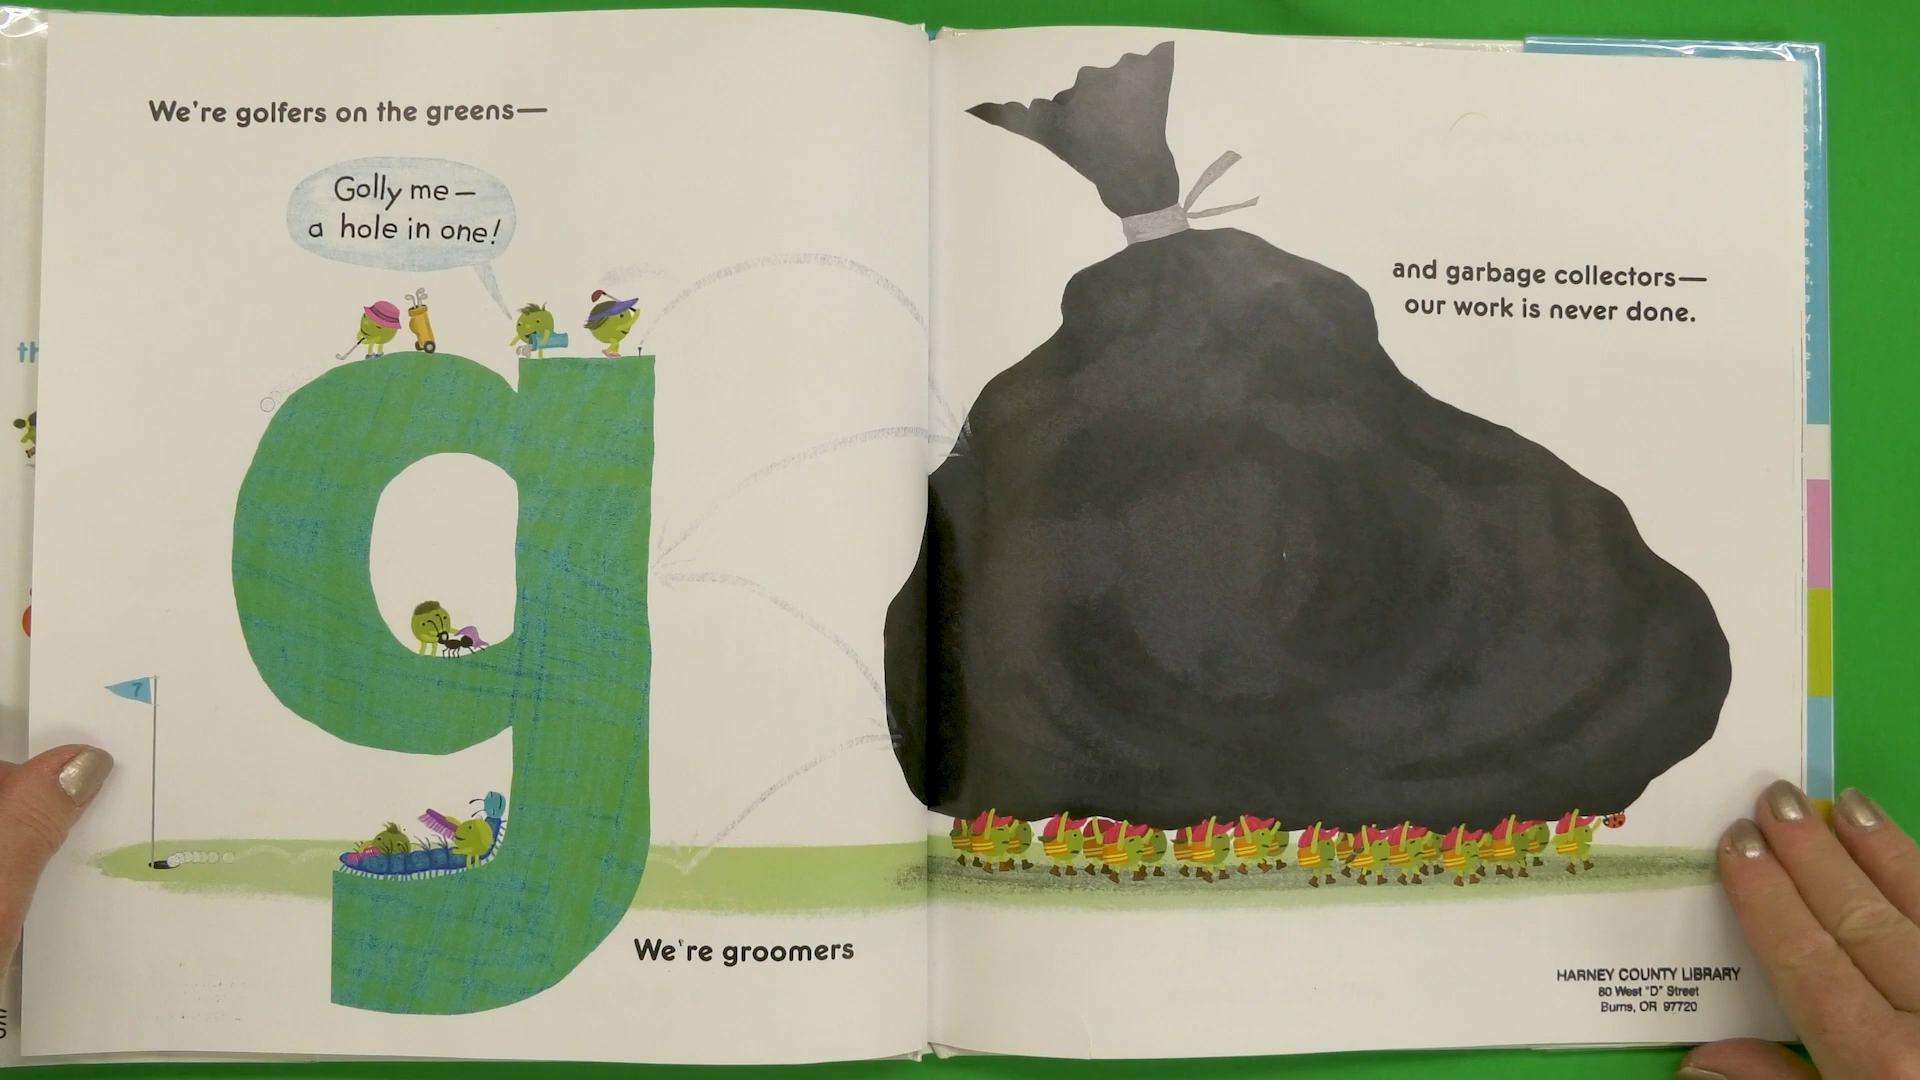 We're golfers on the greens—
Golly me—
a hole in one!
7
We're groomers
and garbage collectors—
our work is never done.
HARNEY COUNTY LIBRARY
80 West "D" Street
Burns, OR 97720